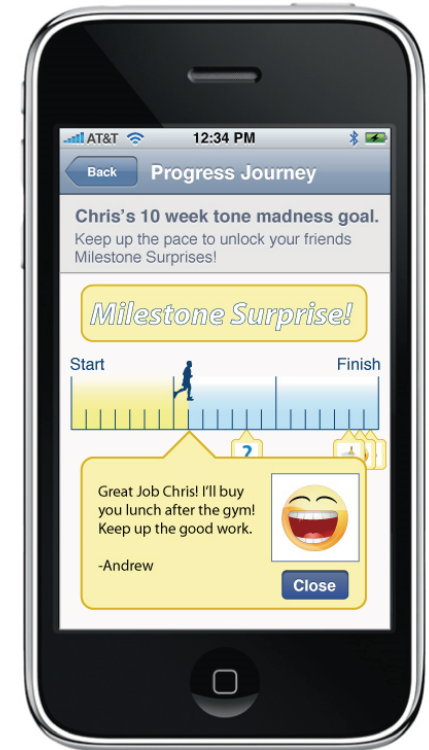 AT&T 12:34 PM
Back Progress Journey
Chris's 10 week tone madness goal.
Keep up the pace to unlock your friends
Milestone Surprises!
Milestone Surprise!
Start Finish
?
Great Job Chris! I'll buy
you lunch after the gym!
Keep up the good work.
-Andrew
Close